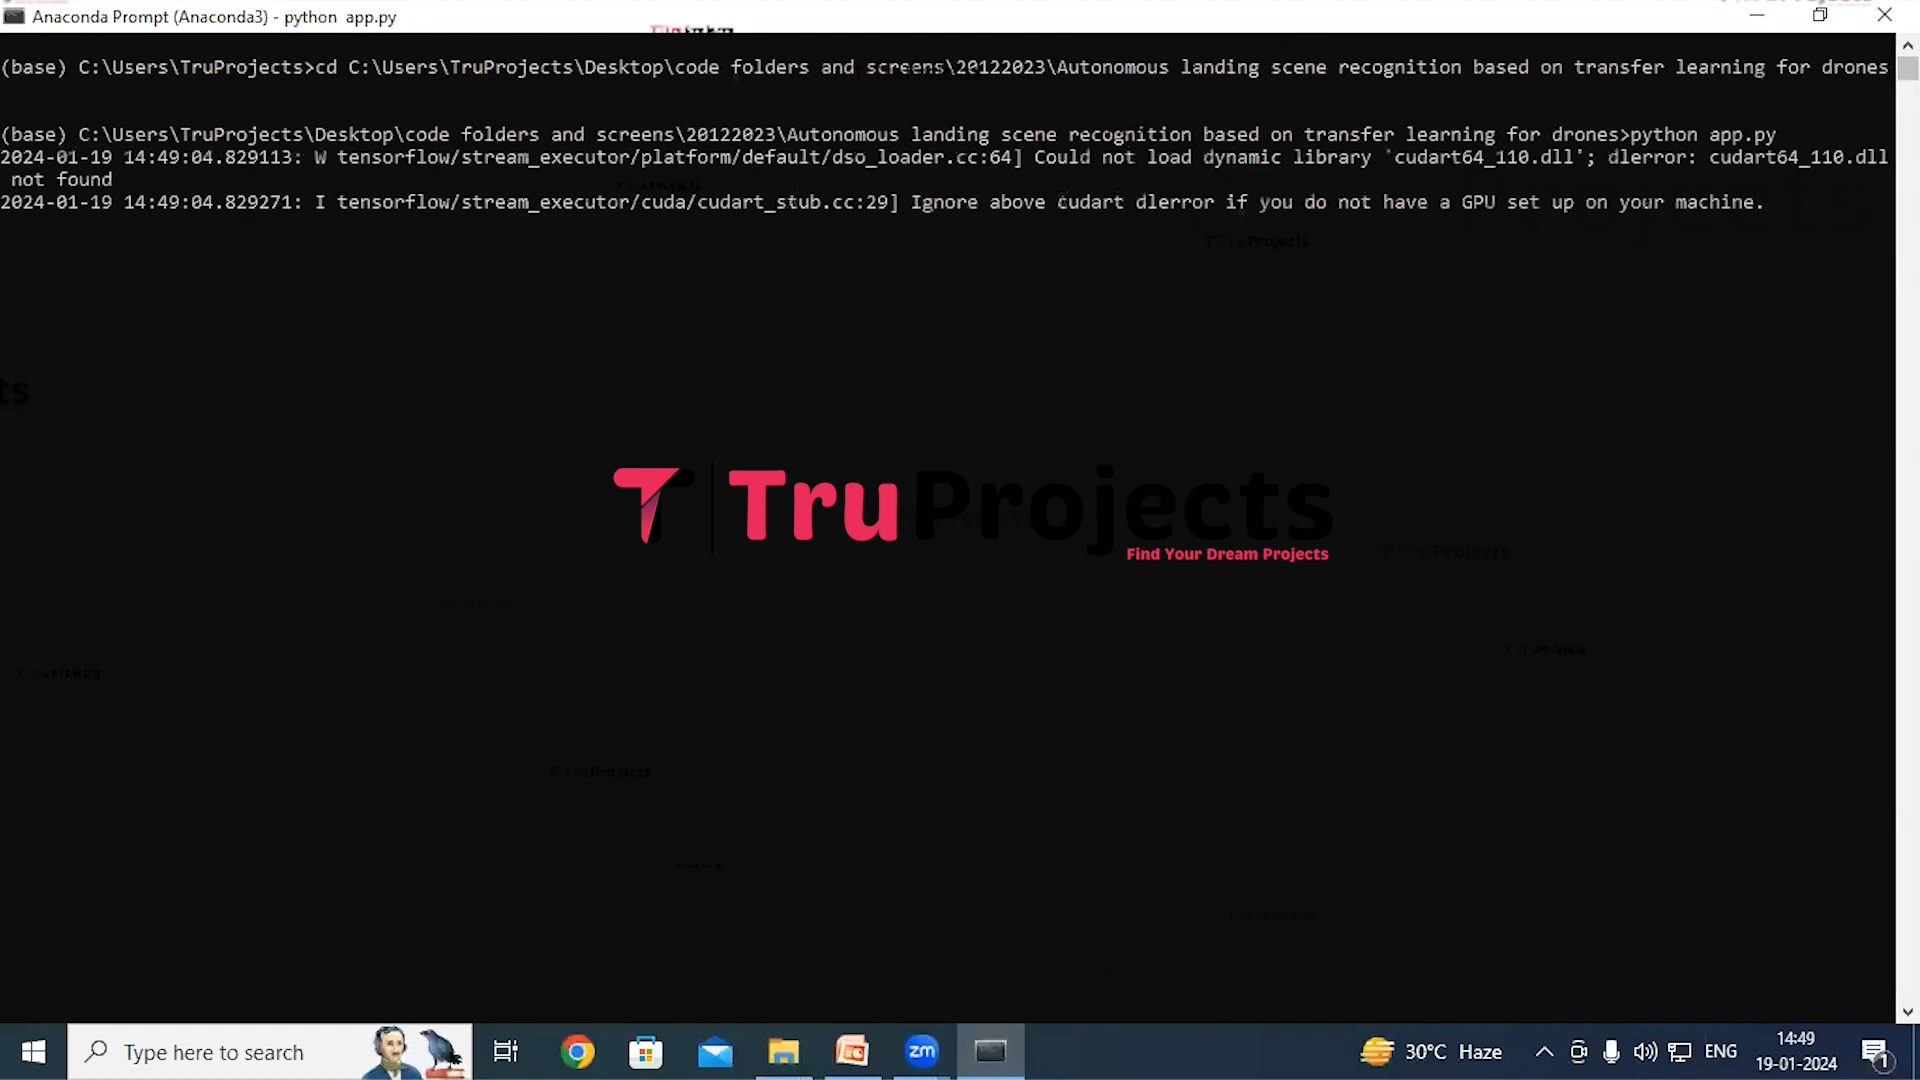 Anaconda Prompt (Anaconda3) - python  app.py
(base) C:\Users\TruProjects>cd C:\Users\TruProjects\Desktop\code folders and screens\20122023\Autonomous landing scene recognition based on transfer learning for drones
(base) C:\Users\TruProjects\Desktop\code folders and screens\20122023\Autonomous landing scene recognition based on transfer learning for drones>python app.py
2024-01-19 14:49:04.829113: W tensorflow/stream_executor/platform/default/dso_loader.cc:64] Could not load dynamic library 'cudart64_110.dll'; dlerror: cudart64_110.dll
not found
2024-01-19 14:49:04.829271: I tensorflow/stream_executor/cuda/cudart_stub.cc:29] Ignore above cudart dlerror if you do not have a GPU set up on your machine.
TruProjects
TruProjects
Find Your Dream Projects
TruProjects
TruProjects
Type here to search
zm
30°C Haze
ENG
14:49
19-01-2024
1